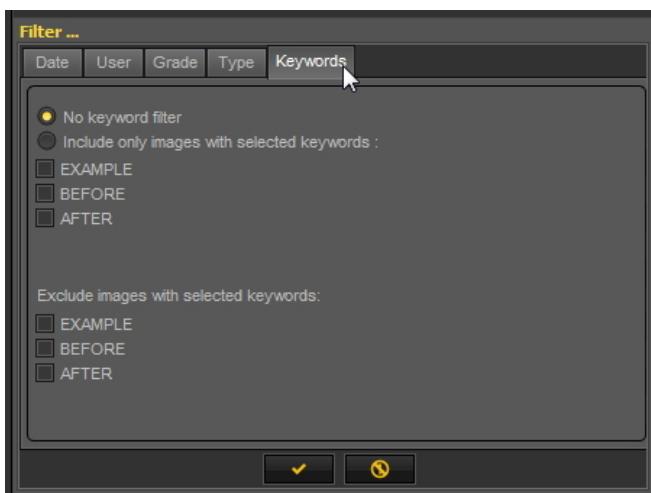 Filter ...
Date User Grade Type Keywords
No keyword filter
Include only images with selected keywords :
EXAMPLE
BEFORE
AFTER
Exclude images with selected keywords:
EXAMPLE
BEFORE
AFTER